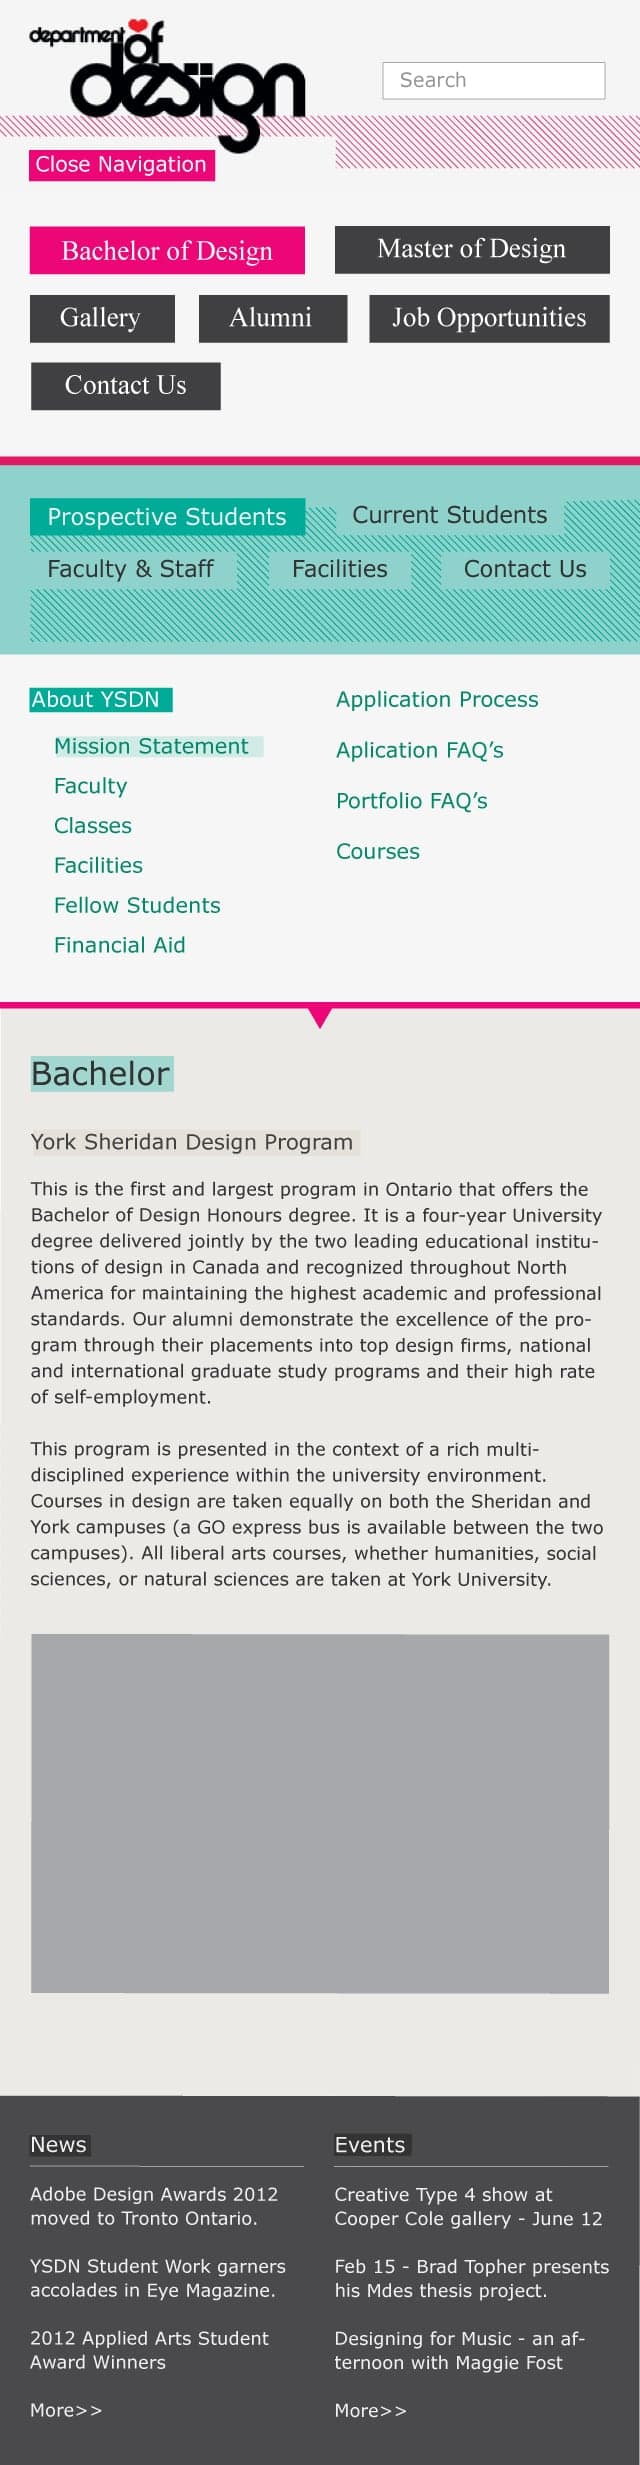 department
of
design
Search
Close Navigation
Bachelor of Design
Master of Design
Gallery
Alumni
Job Opportunities
Contact Us
Prospective Students
Current Students
Faculty & Staff
Facilities
Contact Us
About YSDN
Mission Statement
Faculty
Classes
Facilities
Fellow Students
Financial Aid
Application Process
Aplication FAQ’s
Portfolio FAQ’s
Courses
Bachelor
York Sheridan Design Program
This is the first and largest program in Ontario that offers the
Bachelor of Design Honours degree. It is a four-year University
degree delivered jointly by the two leading educational institu-
tions of design in Canada and recognized throughout North
America for maintaining the highest academic and professional
standards. Our alumni demonstrate the excellence of the pro-
gram through their placements into top design firms, national
and international graduate study programs and their high rate
of self-employment.
This program is presented in the context of a rich multi-
disciplined experience within the university environment.
Courses in design are taken equally on both the Sheridan and
York campuses (a GO express bus is available between the two
campuses). All liberal arts courses, whether humanities, social
sciences, or natural sciences are taken at York University.
News
Adobe Design Awards 2012
moved to Tronto Ontario.
YSDN Student Work garners
accolades in Eye Magazine.
2012 Applied Arts Student
Award Winners
More>>
Events
Creative Type 4 show at
Cooper Cole gallery - June 12
Feb 15 - Brad Topher presents
his Mdes thesis project.
Designing for Music - an af-
ternoon with Maggie Fost
More>>